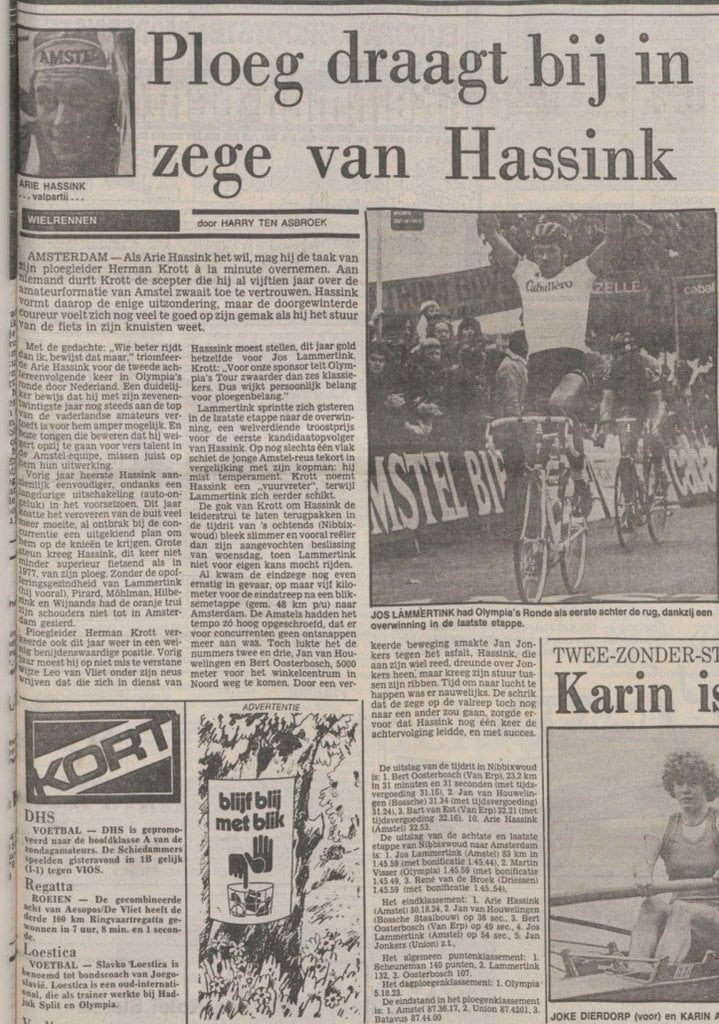 Ploeg draagt bij in
zege van Hassink
AMSTEL
ARIE HASSINK
...valpartij...
WIELRENNEN
door HARRY TEN ASBROEK
AMSTERDAM — Als Arie Hassink het wil, mag hij de taak van
zijn ploegleider Herman Krott à la minute overnemen. Aan
niemand durft Krott de scepter die hij al vijftien jaar over de
amateurformatie van Amstel zwaait toe te vertrouwen. Hassink
vormt daarop de enige uitzondering, maar de doorgewinterde
coureur voelt zich nog veel te goed op zijn gemak als hij het stuur
van de fiets in zijn knuisten weet.
Met de gedachte: „Wie beter rijdt
dan ik, bewijst dat maar," triomfeer-
de Arie Hassink voor de tweede ach-
tereenvolgende keer in Olympia's
ronde door Nederland. Een duidelij-
ker bewijs dat hij met zijn zevenen-
twintigste jaar nog steeds aan de top
van de vaderlandse amateurs ver-
toeft is voor hem amper mogelijk. En
boze tongen die beweren dat hij wei-
gert opzij te gaan voor vers talent in
de Amstel-equipe, missen juist op
hem hun uitwerking.
Vorig jaar heerste Hassink aan-
zienlijk eenvoudiger, ondanks een
langdurige uitschakeling (auto-on-
geluk) in het voorseizoen. Dit jaar
kostte het veroveren van de buit veel
meer moeite, al ontbrak bij de con-
currentie een uitgekiend plan om
hem op de knieën te krijgen. Grote
steun kreeg Hassink, dit keer niet
minder superieur fietsend als in
1977, van zijn ploeg. Zonder de opof-
feringsgezindheid van Lammertink
(hij vooral), Pirard, Möhlman, Hilbe-
rink en Wijnands had de oranje trui
zijn schouders niet tot in Amster-
dam gesierd.
Ploegleider Herman Krott ver-
keerde ook dit jaar weer in een wei-
nig benijdenswaardige positie. Vorig
jaar moest hij op niet mis te verstane
wijze Leo van Vliet onder zijn neus
wrijven dat die zich in dienst van
Hasssink moest stellen, dit jaar gold
hetzelfde voor Jos Lammertink.
Krott: „Voor onze sponsor telt Olym-
pia's Tour zwaarder dan zes klassie-
kers. Dus wijkt persoonlijk belang
voor ploegenbelang."
Lammertink sprintte zich gisteren
in de laatste etappe naar de overwin-
ning, een welverdiende troostprijs
voor de eerste kandidaatopvolger
van Hassink. Op nog slechts één vlak
schiet de jonge Amstel-reus tekort in
vergelijking met zijn kopman: hij
mist temperament. Krott noemt
Hassink een „vuurvreter", terwijl
Lammertink zich eerder schikt.
De gok van Krott om Hassink de
leiderstrui te laten terugpakken in
de tijdrit van 's ochtends (Nibbix-
woud) bleek slimmer en vooral reëler
dan zijn aangevochten beslissing
van woensdag, toen Lammertink
niet voor eigen kans mocht rijden.
Al kwam de eindzege nog even
ernstig in gevaar, op maar vijf kilo-
meter voor de eindstreep na een blik-
semetappe (gem. 48 km p/u) naar
Amsterdam. De Amstels hadden het
tempo zó hoog opgeschroefd, dat er
voor concurrenten geen ontsnappen
meer aan was. Toch lukte het de
nummers twee en drie, Jan van Hou-
welingen en Bert Oosterbosch, 5000
meter voor het winkelcentrum in
Noord weg te komen. Door een ver-
Caballero
ZELLE
cabal
AMSTEL BIE
JOS LAMMERTINK had Olympia's Ronde als eerste achter de rug, dankzij een
overwinning in de laatste etappe.
keerde beweging smakte Jan Jon-
kers tegen het asfalt, Hassink, die
aan zijn wiel reed, dreunde over Jon-
kers heen, maar kreeg zijn stuur tus-
sen zijn ribben. Tijd om naar lucht te
happen was er nauwelijks. De schrik
dat de zege op de valreep toch nog
naar een ander zou gaan, zorgde er-
voor dat Hassink nog één keer de
achtervolging leidde, en met succes.
De uitslag van de tijdrit in Nibbixwoud
is: 1. Bert Oosterbosch (Van Erp), 23.2 km
in 31 minuten en 31 seconden (met tijds-
vergoeding 31.16), 2. Jan van Houwelin-
gen (Bossche) 31.34 (met tijdsvergoeding)
31.24), 3. Bart van Est (Van Erp) 32.21 (met
tijdsvergoeding 32.16). 10. Arie Hassink
(Amstel) 32.53.
De uitslag van de achtste en laatste
etappe van Nibbixwoud naar Amsterdam
is: 1. Jos Lammertink (Amstel) 83 km in
1.45.59 (met bonificatie 1.45.44), 2. Martin
Visser (Olympia) 1.45.59 (met bonificatie
1.45.49, 3. René van de Broek (Driessen)
1.45.59 (met bonificatie 1.45..54).
Het eindklassement: 1. Arie Hassink
(Amstel) 30.18.24, 2. Jan van Houwelingen
(Bossche Staalbouw) op 36 sec., 3. Bert
Oosterbosch (Van Erp) op 49 sec., 4. Jos
Lammertink (Amstel) op 54 sec., 5. Jan
Jonkers (Union) z.t.,
Het algemeen puntenklassement: 1.
Scheuneman 140 punten, 2. Lammertink
132, 3. Oosterbosch 107.
Het dagploegenklassement: 1. Olympia
5.18.23.
De eindstand in het ploegenklassement
is: 1. Amstel 87.36.17, 2. Union 87.4201, 3.
Batavus 87.44.00
KORT
DHS
VOETBAL — DHS is gepromo-
veerd naar de hoofdklasse A van de
zondagamateurs. De Schiedammers
speelden gisteravond in 1B gelijk
(1-1) tegen VIOS.
Regatta
ROEIEN — De gecombineerde
acht van Aesopos/De Vliet heeft de
derde 100 km Ringvaartregatta ge-
wonnen in 7 uur, 8 min. en 1 secon-
de.
Loestica
VOETBAL — Slavko Loestica is
benoemd tot bondscoach van Joego-
slavië. Loestica is een oud-internati-
onal, die als trainer werkte bij Had-
juk Split en Olympia.
ADVERTENTIE
blijf blij
met blik
TWEE-ZONDER-ST
Karin is
JOKE DIERDORP (voor) en KARIN A